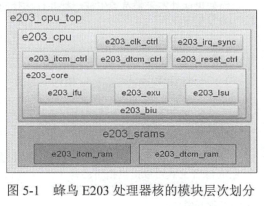 e203_cpu_top
e203_cpu
e203_clk_ctrl e203_irq_sync
e203_itcm_ctrl e203_dtcm_ctrl e203_reset_ctrl
e203_core
e203_ifu e203_exu e203_lsu
e203_biu
e203_srams
e203_itcm_ram e203_dtcm_ram
图 5-1 蜂鸟 E203 处理器核的模块层次划分